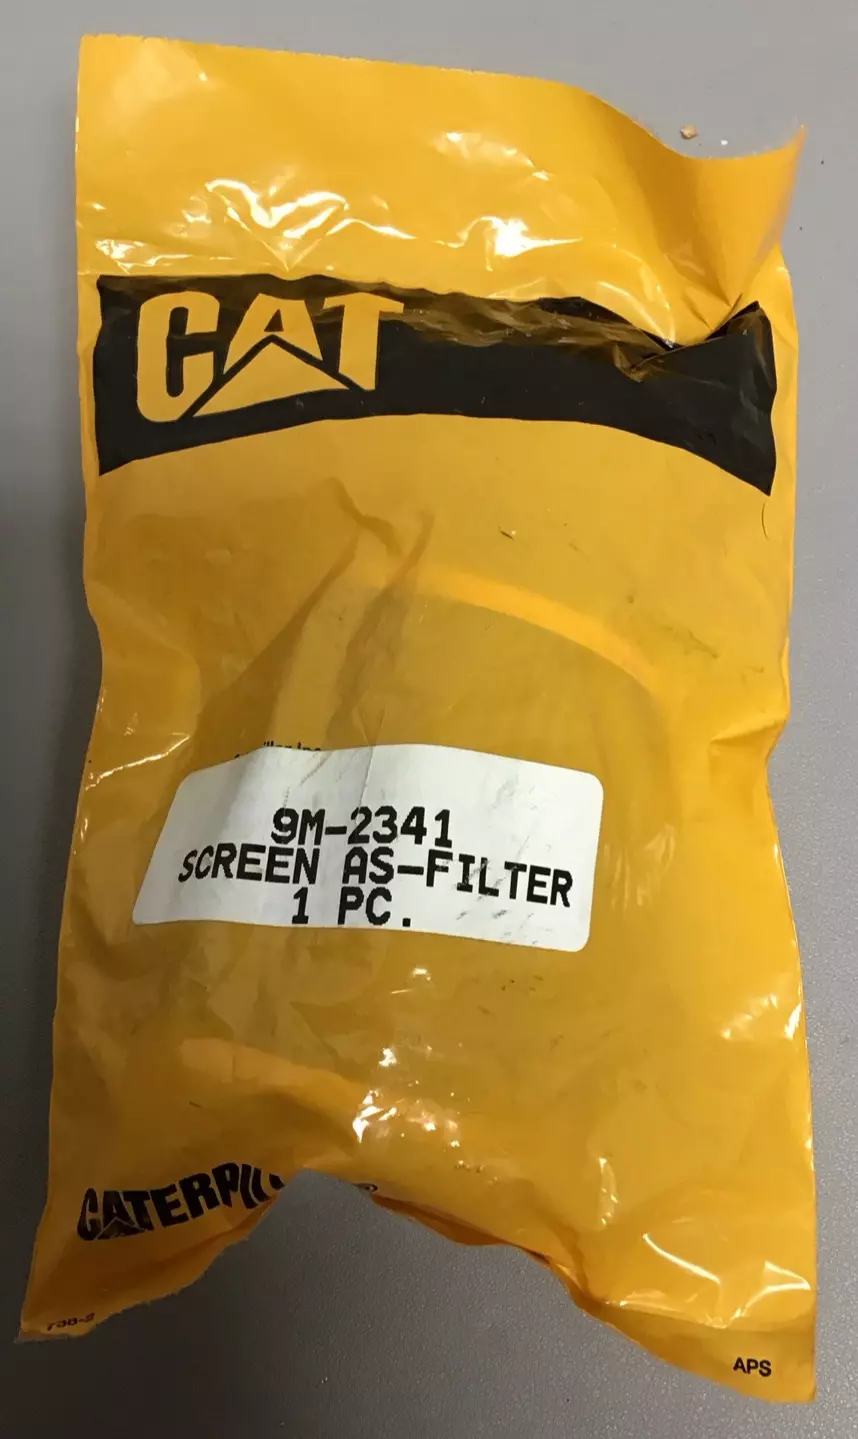 CAT
9M-2341
SCREEN AS-FILTER
1 PC.
APS